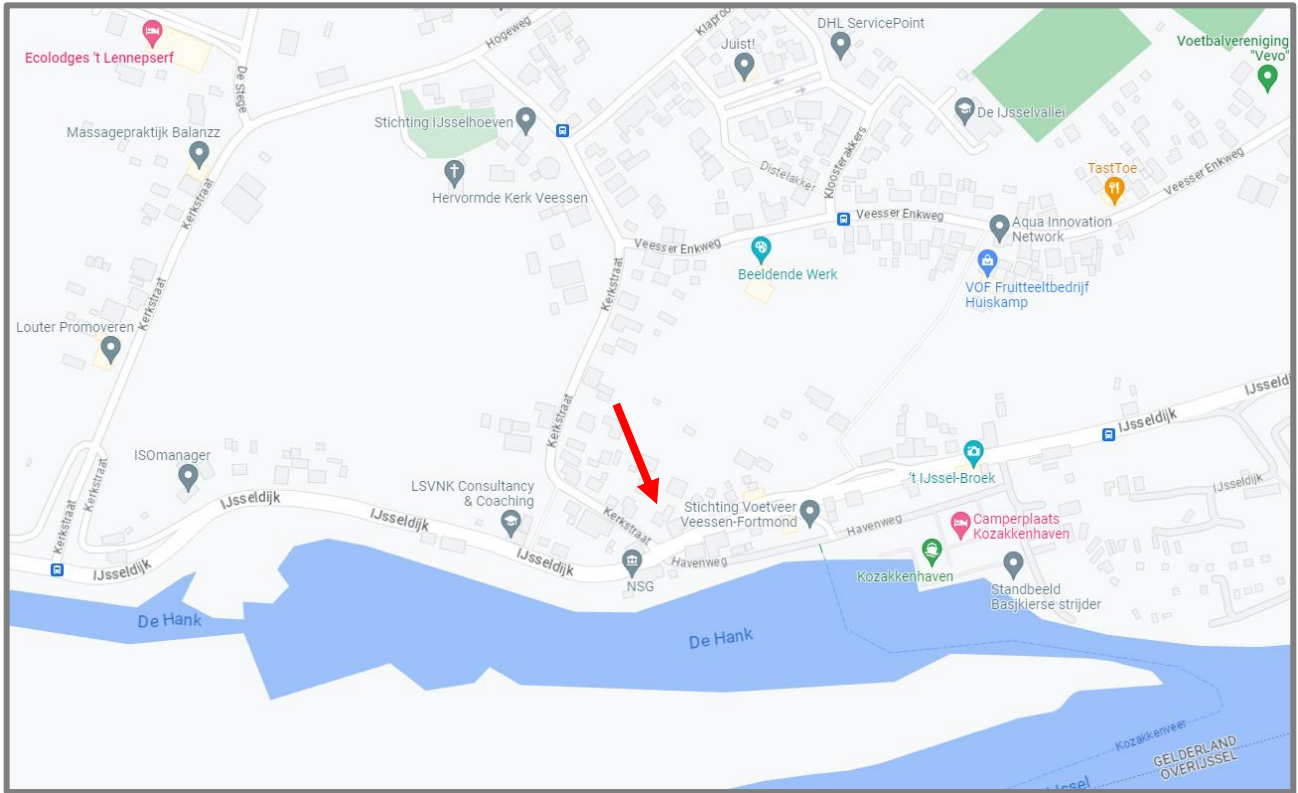 Ecolodges 't Lennepserf
De Stege
Hogeweg
Klaproo
DHL ServicePoint
Juist!
Voetbalvereniging
"Vevo"
Massagepraktijk Balanzz
Stichting IJsselhoeven
De IJsselvallei
Kerkstraat
Hervormde Kerk Veessen
Distelakker
Kloosterakkers
TastToe
Veesser Enkweg
Veesser Enkweg
Veesser Enkweg
Aqua Innovation
Network
Beeldende Werk
VOF Fruitteeltbedrijf
Huiskamp
Kerkstraat
Kerkstraat
Louter Promoveren
Kerkstraat
IJsseld
IJsseldijk
ISOmanager
't IJssel-Broek
IJsseldijk
LSVNK Consultancy
& Coaching
Kerkstraat
Kerkstraat
IJsseldijk
IJsseldijk
Kerkstraat
Stichting Voetveer
Veessen-Fortmond
Havenweg
Camperplaats
Kozakkenhaven
IJsseldijk
IJsseldijk
NSG
Havenweg
Kozakkenhaven
Standbeeld
Basjkierse strijder
De Hank
De Hank
Kozakkenveer
GELDERLAND
OVERIJSSEL
IJssel